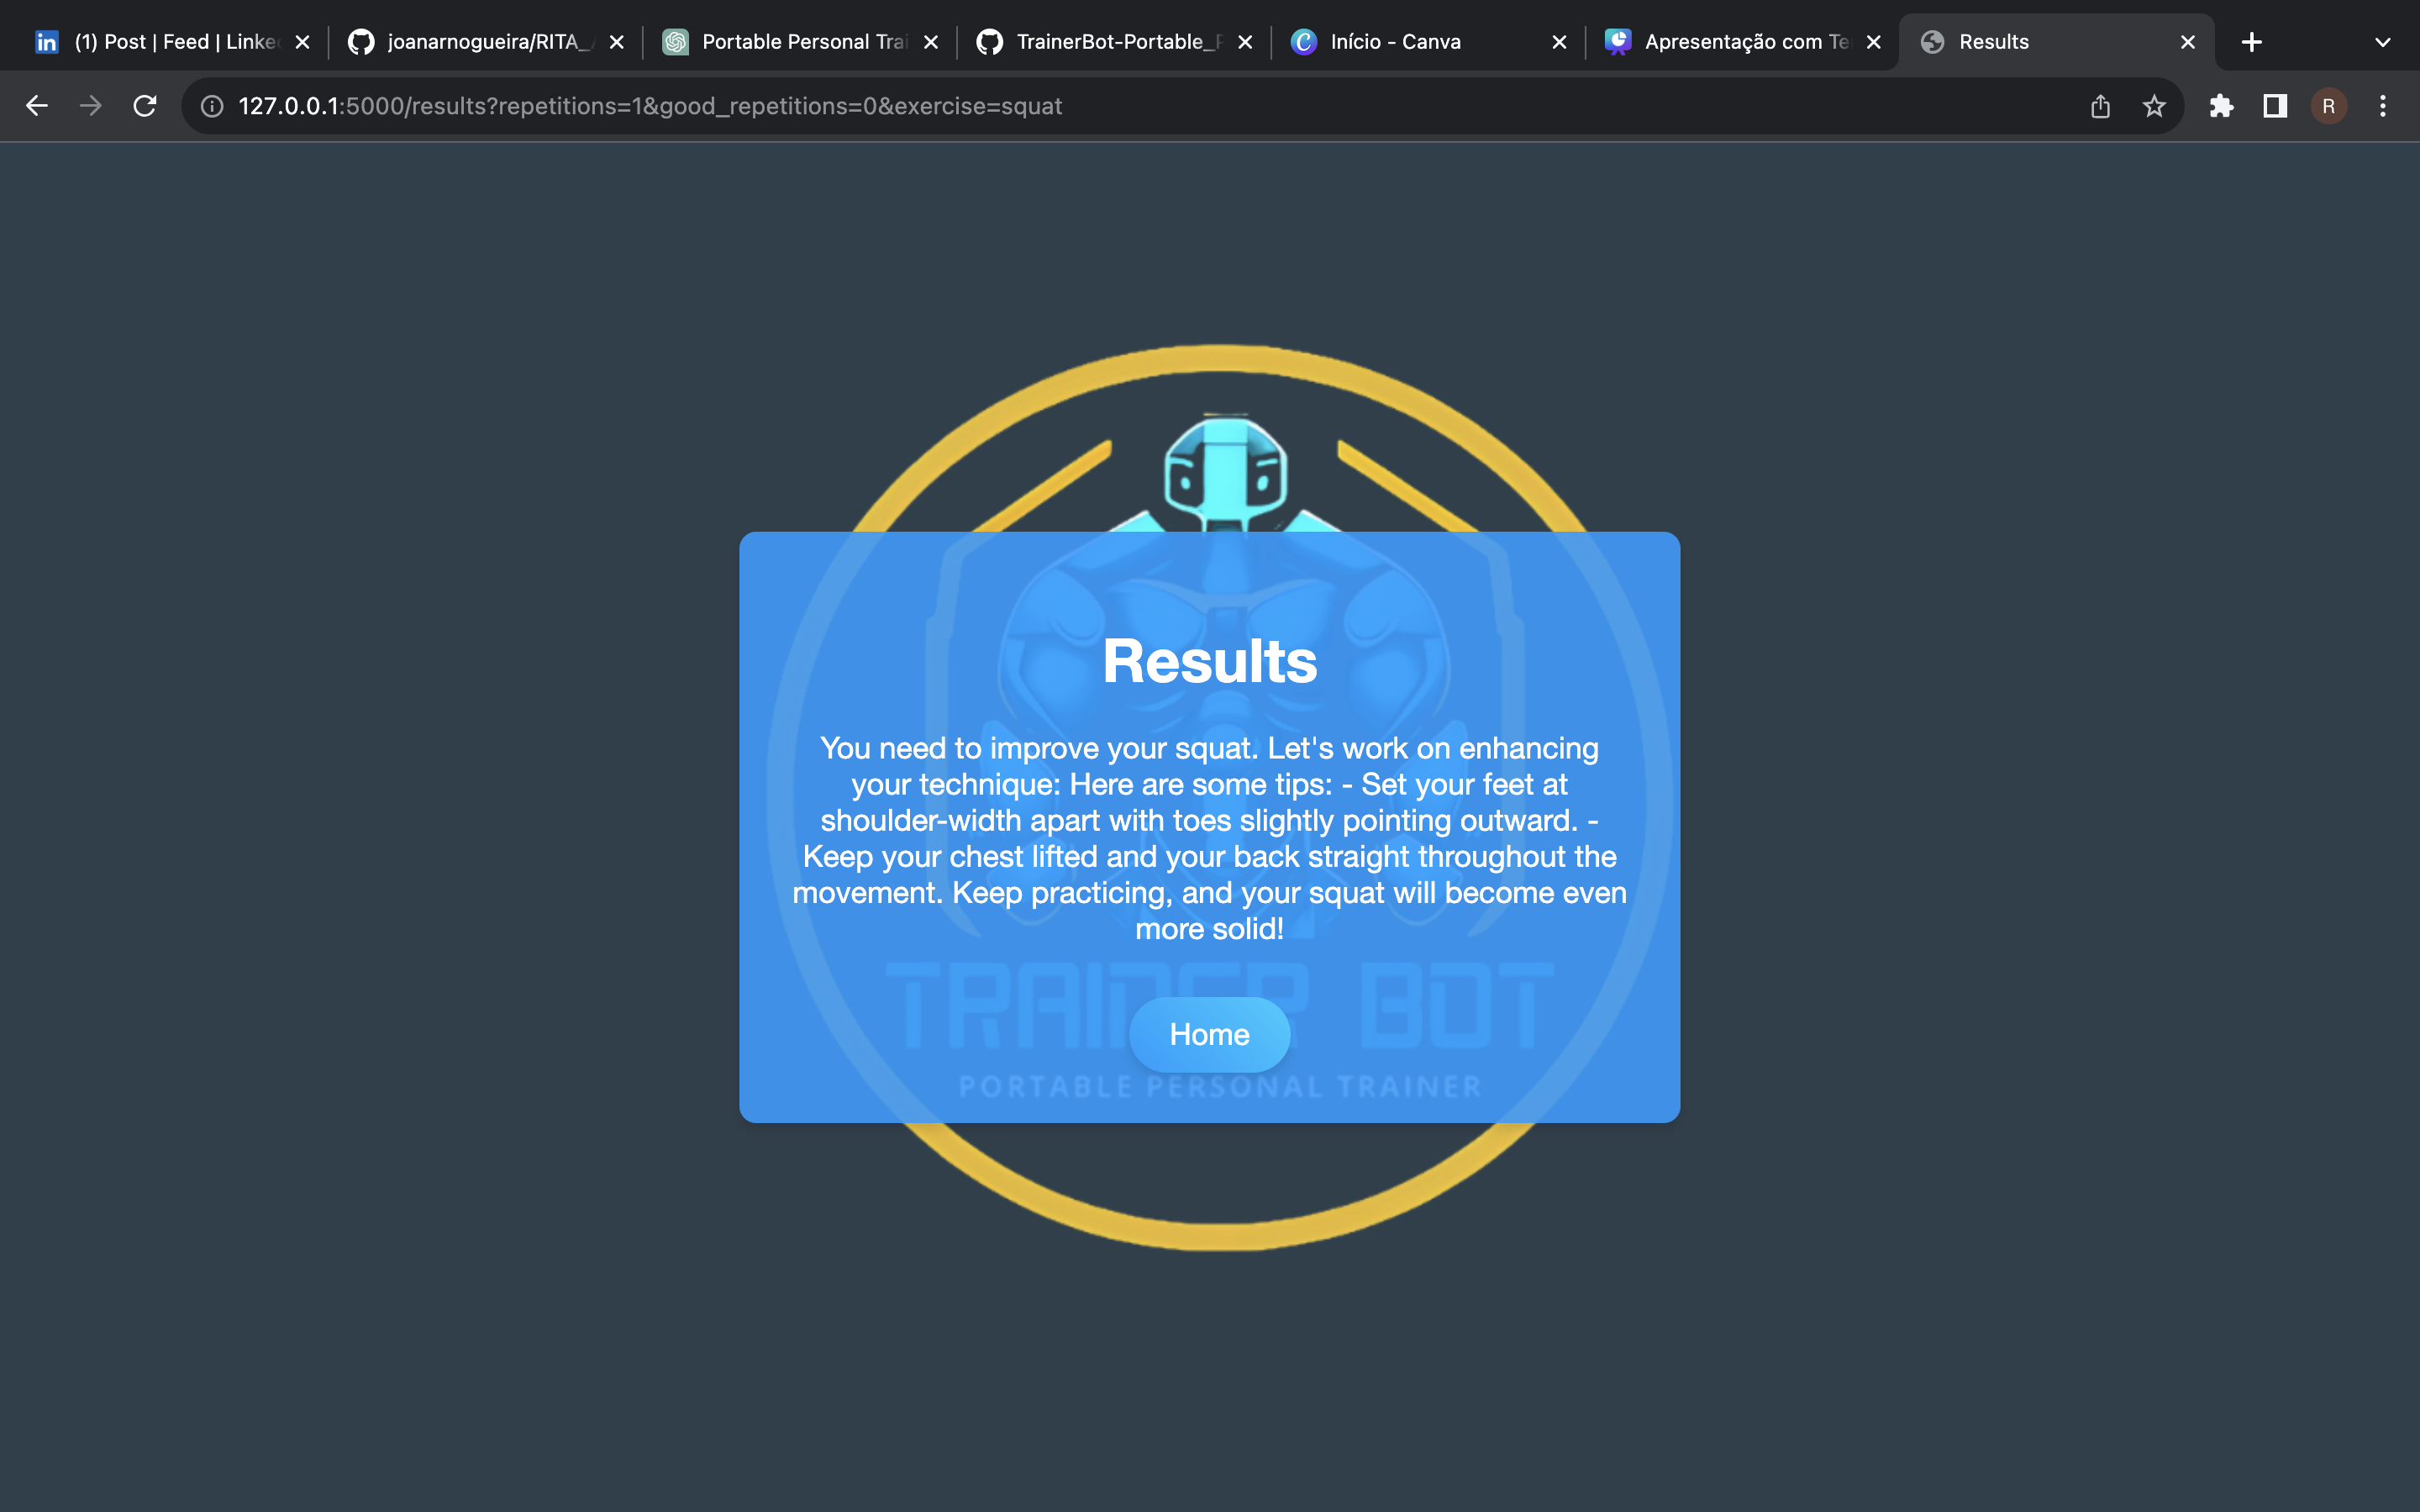 (1) Post | Feed | Linke
joanarnogueira/RITA_
Portable Personal Trai
TrainerBot-Portable_
Início - Canva
Apresentação com Te
Results
127.0.0.1:5000/results?repetitions=1&good_repetitions=0&exercise=squat
R
Results
You need to improve your squat. Let's work on enhancing
your technique: Here are some tips: - Set your feet at
shoulder-width apart with toes slightly pointing outward. -
Keep your chest lifted and your back straight throughout the
movement. Keep practicing, and your squat will become even
more solid!
TRAINER BOT
Home
PORTABLE PERSONAL TRAINER